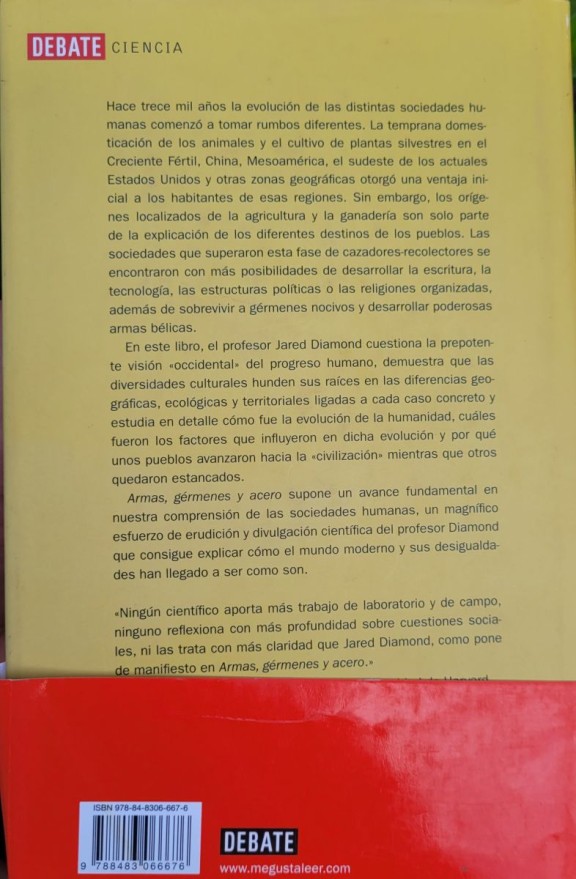 DEBATE CIENCIA
Hace trece mil años la evolución de las distintas sociedades hu-
manas comenzó a tomar rumbos diferentes. La temprana domes-
ticación de los animales y el cultivo de plantas silvestres en el
Creciente Fértil, China, Mesoamérica, el sudeste de los actuales
Estados Unidos y otras zonas geográficas otorgó una ventaja ini-
cial a los habitantes de esas regiones. Sin embargo, los oríge-
nes localizados de la agricultura y la ganadería son solo parte
de la explicación de los diferentes destinos de los pueblos. Las
sociedades que superaron esta fase de cazadores-recolectores se
encontraron con más posibilidades de desarrollar la escritura, la
tecnología, las estructuras políticas o las religiones organizadas,
además de sobrevivir a gérmenes nocivos y desarrollar poderosas
armas bélicas.
En este libro, el profesor Jared Diamond cuestiona la prepoten-
te visión «occidental» del progreso humano, demuestra que las
diversidades culturales hunden sus raíces en las diferencias geo-
gráficas, ecológicas y territoriales ligadas a cada caso concreto y
estudia en detalle cómo fue la evolución de la humanidad, cuáles
fueron los factores que influyeron en dicha evolución y por qué
unos pueblos avanzaron hacia la «civilización» mientras que otros
quedaron estancados.
Armas, gérmenes y acero supone un avance fundamental en
nuestra comprensión de las sociedades humanas, un magnífico
esfuerzo de erudición y divulgación científica del profesor Diamond
que consigue explicar cómo el mundo moderno y sus desigualda-
des han llegado a ser como son.
«Ningún científico aporta más trabajo de laboratorio y de campo,
ninguno reflexiona con más profundidad sobre cuestiones socia-
les, ni las trata con más claridad que Jared Diamond, como pone
de manifiesto en Armas, gérmenes y acero.»
ISBN 978-84-8306-667-6
9 788483 066676
DEBATE
www.megustaleer.com